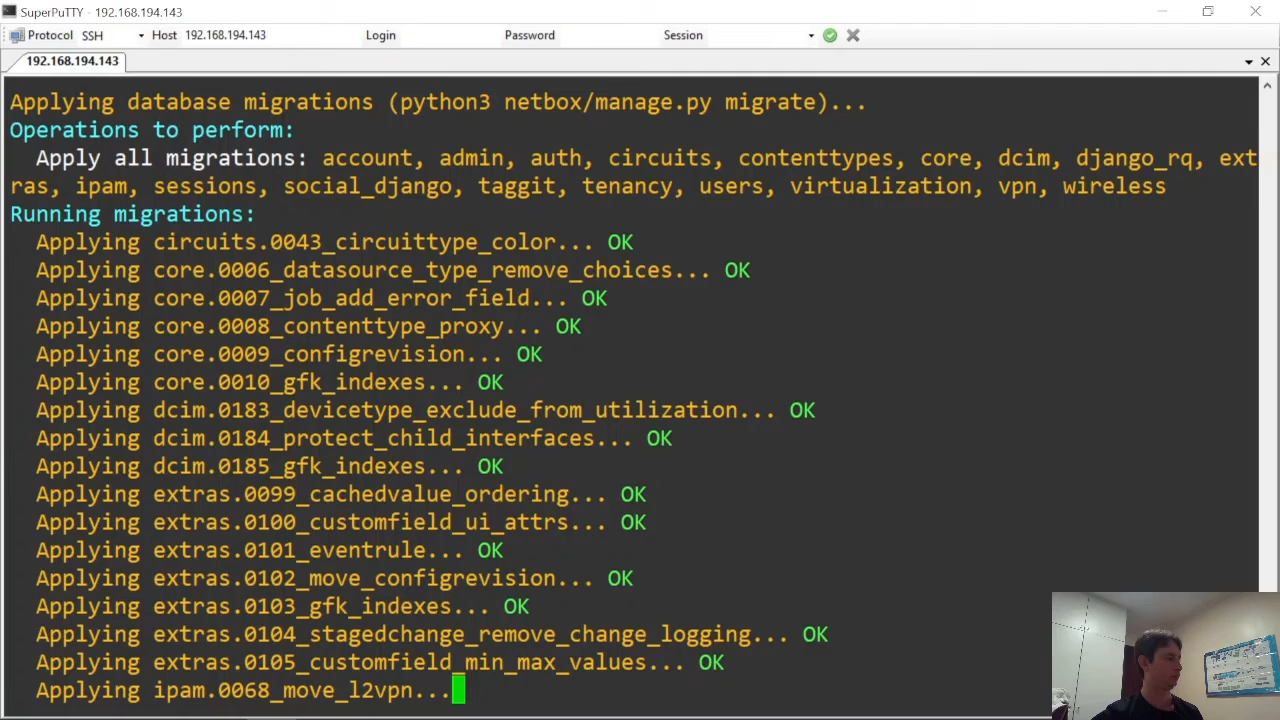 SuperPuTTY - 192.168.194.143
Protocol SSH Host 192.168.194.143 Login Password Session
192.168.194.143
Applying database migrations (python3 netbox/manage.py migrate)...
Operations to perform:
Apply all migrations: account, admin, auth, circuits, contenttypes, core, dcim, django_rq, ext
ras, ipam, sessions, social_django, taggit, tenancy, users, virtualization, vpn, wireless
Running migrations:
Applying circuits.0043_circuittype_color... OK
Applying core.0006_datasource_type_remove_choices... OK
Applying core.0007_job_add_error_field... OK
Applying core.0008_contenttype_proxy... OK
Applying core.0009_configrevision... OK
Applying core.0010_gfk_indexes... OK
Applying dcim.0183_devicetype_exclude_from_utilization... OK
Applying dcim.0184_protect_child_interfaces... OK
Applying dcim.0185_gfk_indexes... OK
Applying extras.0099_cachedvalue_ordering... OK
Applying extras.0100_customfield_ui_attrs... OK
Applying extras.0101_eventrule... OK
Applying extras.0102_move_configrevision... OK
Applying extras.0103_gfk_indexes... OK
Applying extras.0104_stagedchange_remove_change_logging... OK
Applying extras.0105_customfield_min_max_values... OK
Applying ipam.0068_move_l2vpn...